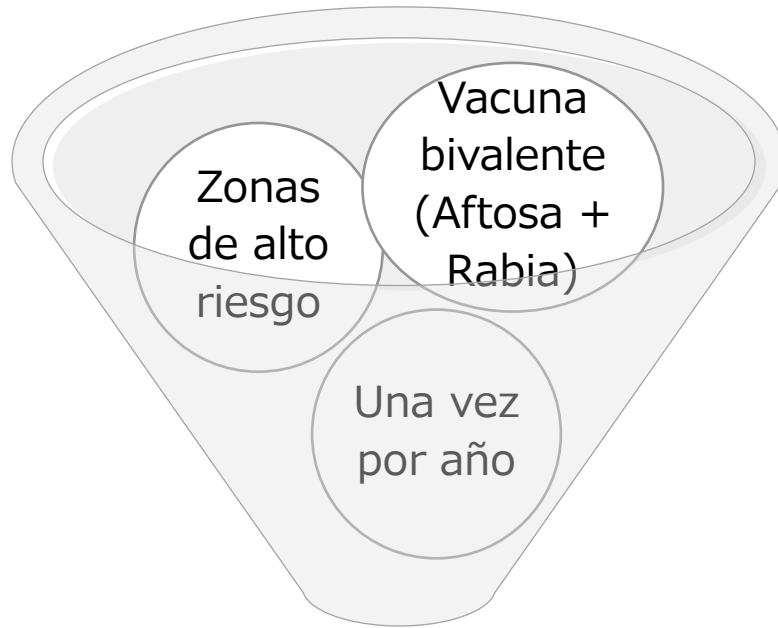 Zonas
de alto
riesgo
Vacuna
bivalente
(Aftosa +
Rabia)
Una vez
por año